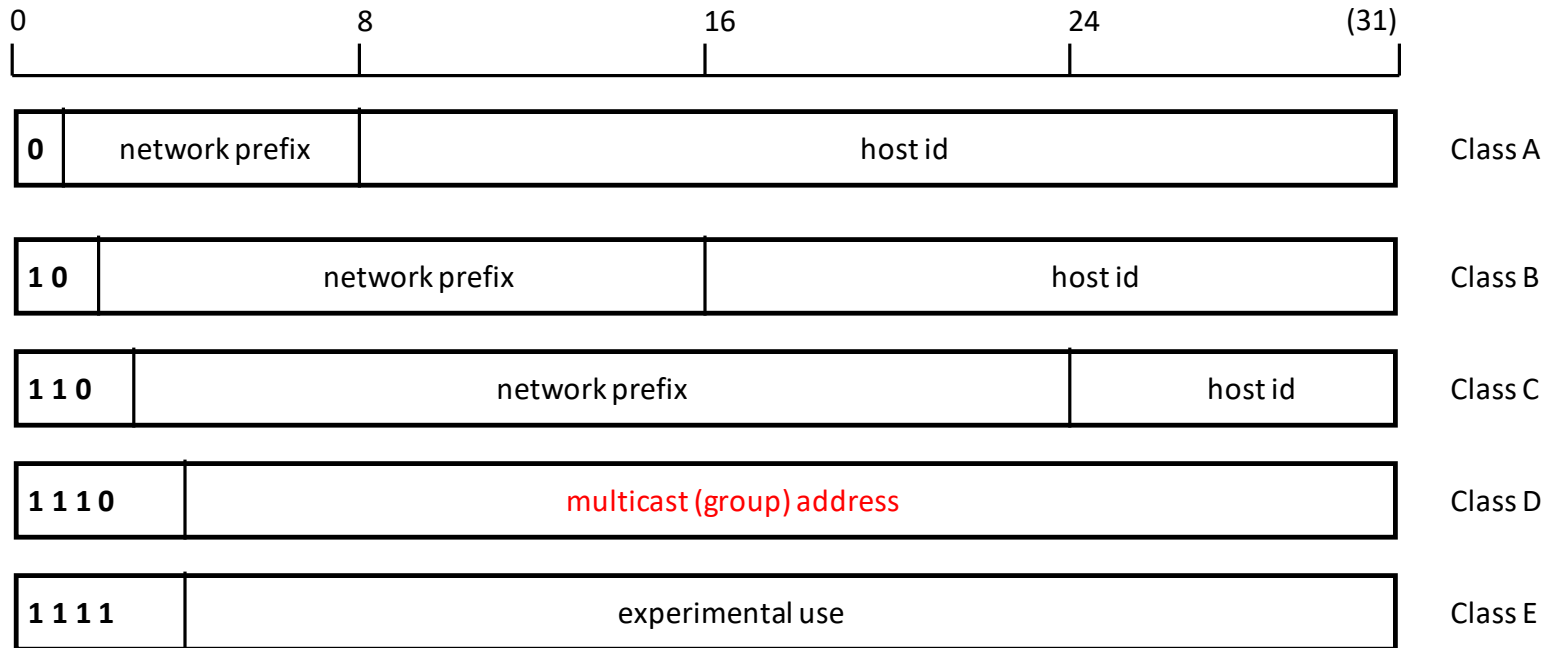 0 8 16 24 (31)
0 network prefix host id Class A
1 0 network prefix host id Class B
1 1 0 network prefix host id Class C
1 1 1 0 multicast (group) address Class D
1 1 1 1 experimental use Class E